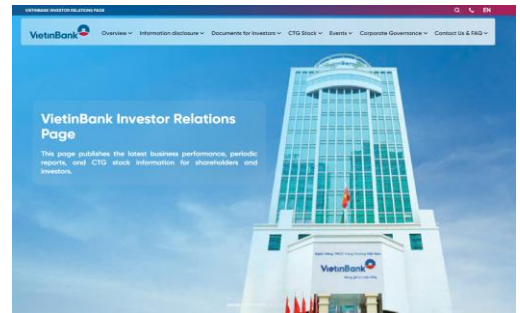 VIETINBANK INVESTOR RELATIONS PAGE
EN
VietinBank
Overview Information disclosure Documents for Investors CTG Stock Events Corporate Governance Contact Us & FAQ
VietinBank Investor Relations
Page
This page publishes the latest business performance, periodic
reports, and CTG stock information for shareholders and
investors.
VietinBank